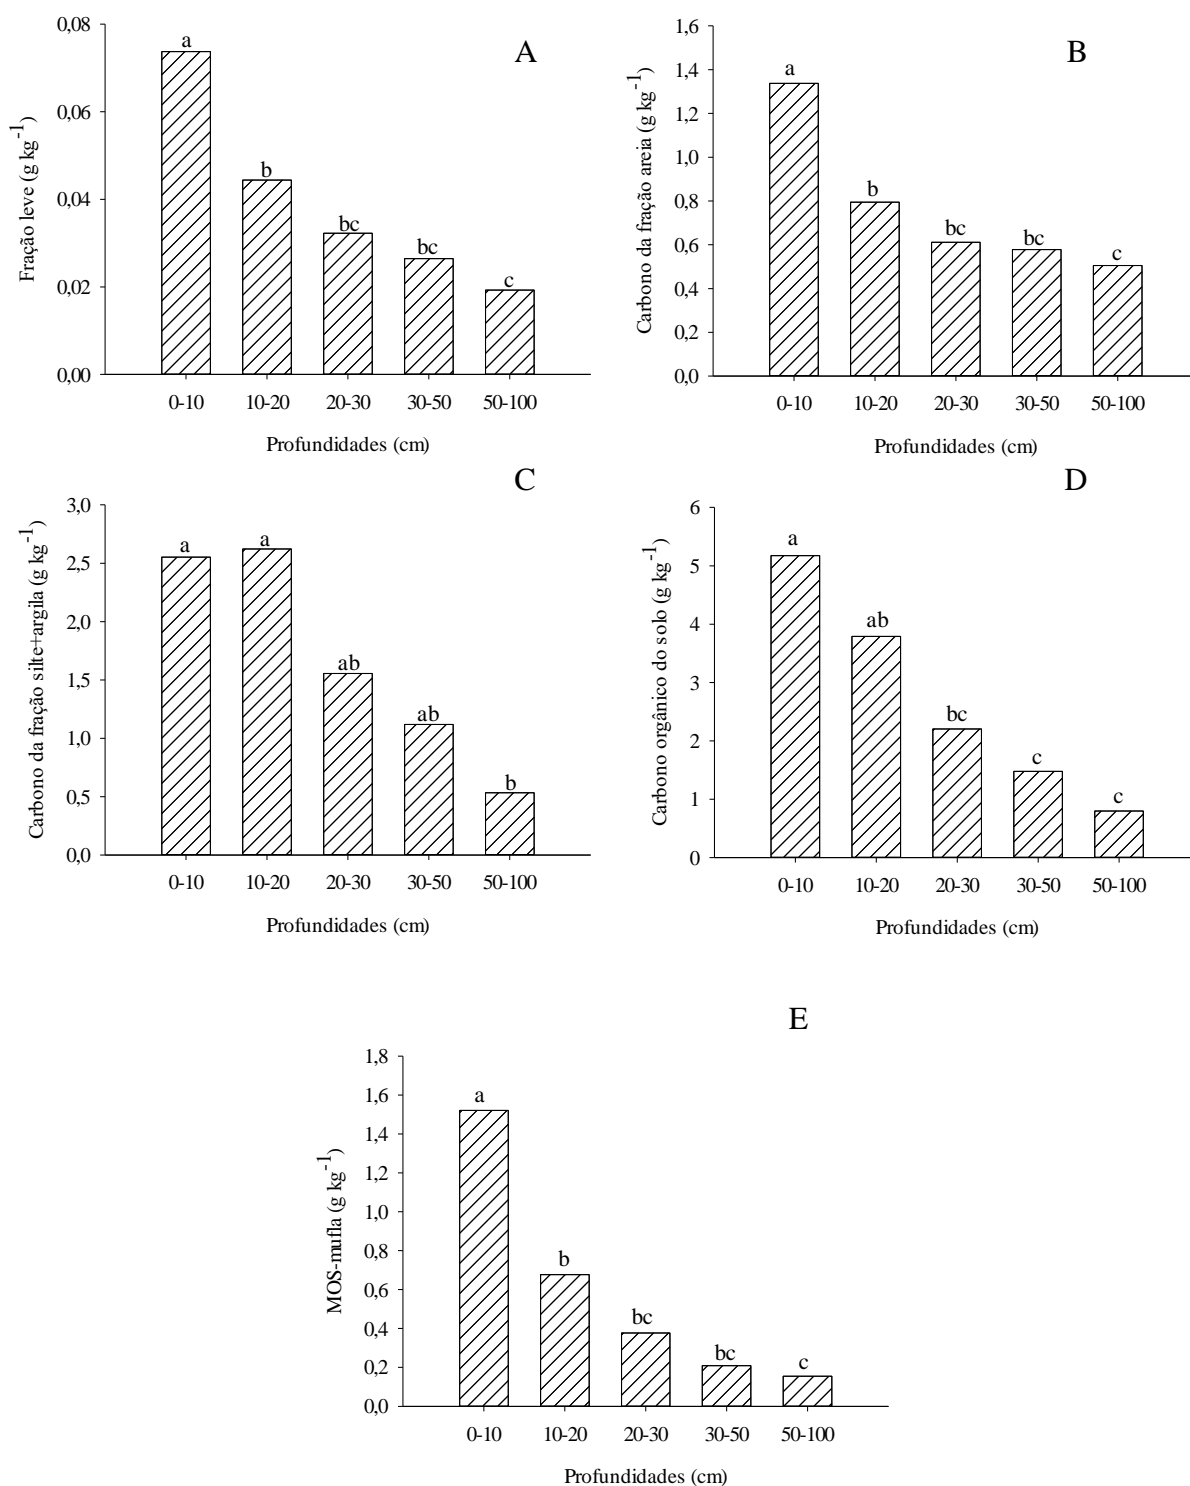 A
Fração leve (g kg-1)
0,08
0,06
0,04
0,02
0,00
a
b
bc
bc
c
0-10 10-20 20-30 30-50 50-100
Profundidades (cm)
B
Carbono da fração areia (g kg-1)
1,6
1,4
1,2
1,0
0,8
0,6
0,4
0,2
0,0
a
b
bc
bc
c
0-10 10-20 20-30 30-50 50-100
Profundidades (cm)
C
Carbono da fração silte+argila (g kg-1)
3,0
2,5
2,0
1,5
1,0
0,5
0,0
a
a
ab
ab
b
0-10 10-20 20-30 30-50 50-100
Profundidades (cm)
D
Carbono orgânico do solo (g kg-1)
6
5
4
3
2
1
0
a
ab
bc
c
c
0-10 10-20 20-30 30-50 50-100
Profundidades (cm)
E
MOS-mufla (g kg-1)
1,8
1,6
1,4
1,2
1,0
0,8
0,6
0,4
0,2
0,0
a
b
bc
bc
c
0-10 10-20 20-30 30-50 50-100
Profundidades (cm)